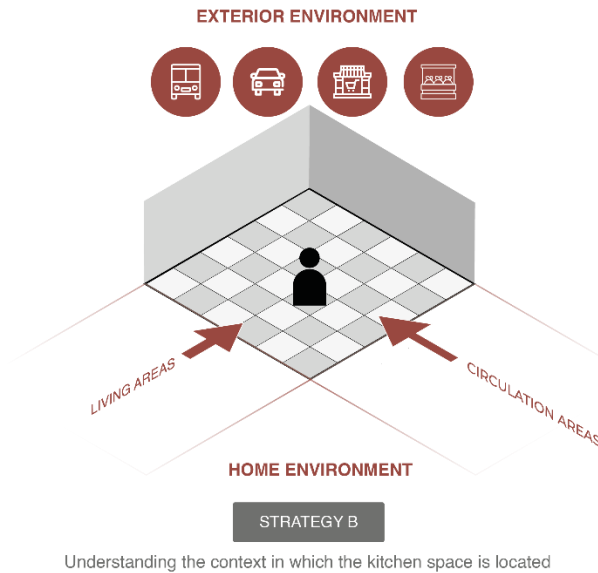 EXTERIOR ENVIRONMENT
LIVING AREAS
CIRCULATION AREAS
HOME ENVIRONMENT
STRATEGY B
Understanding the context in which the kitchen space is located